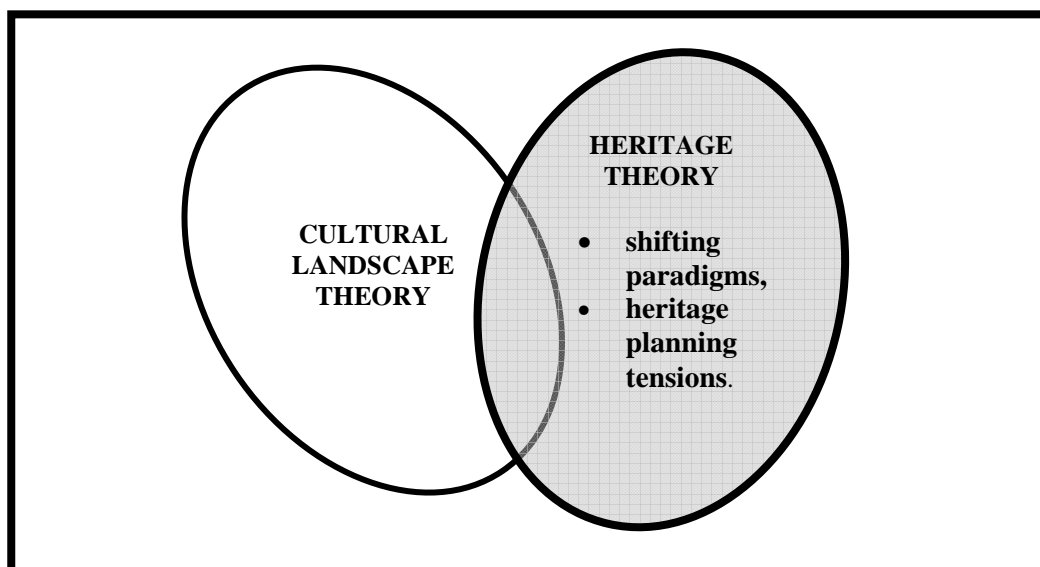 CULTURAL
LANDSCAPE
THEORY
HERITAGE
THEORY
• shifting
paradigms,
• heritage
planning
tensions.